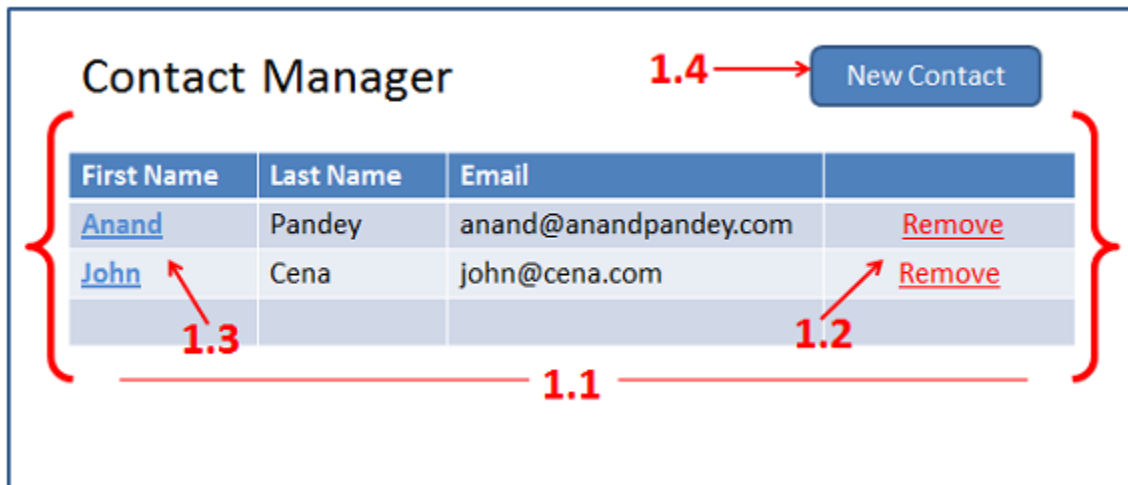 Contact Manager
1.4
New Contact
First Name Last Name Email
Anand Pandey anand@anandpandey.com Remove
John Cena john@cena.com Remove
1.3
1.2
1.1